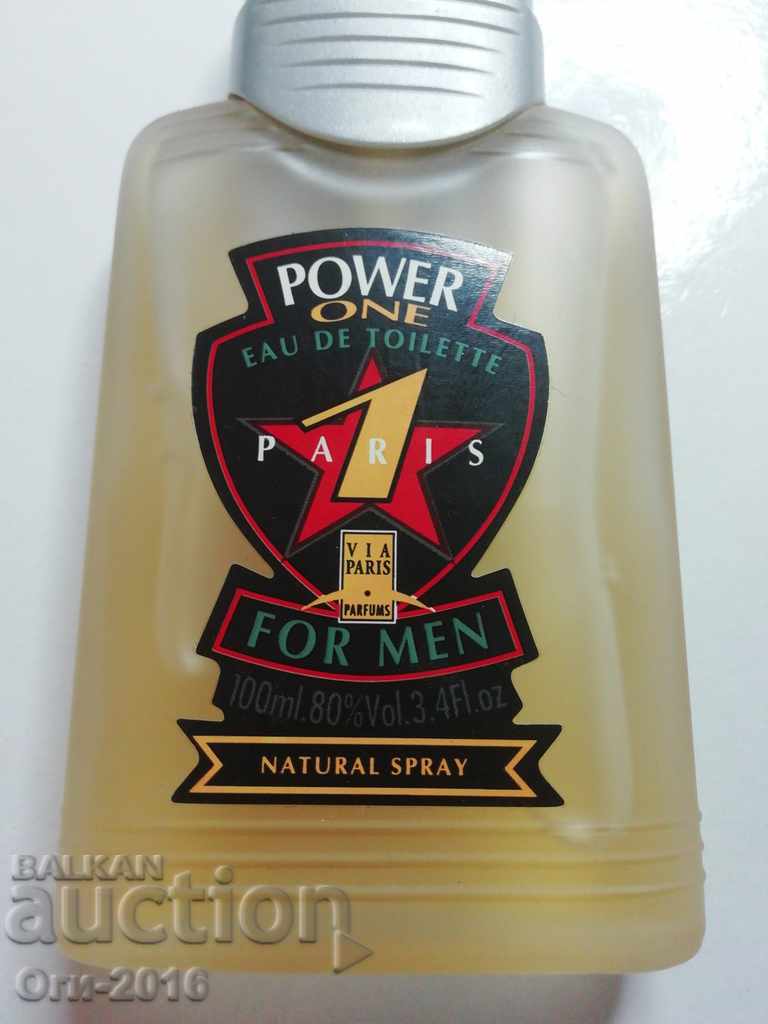 POWER
ONE
EAU DE TOILETTE
1
PARIS
VIA
PARIS
PARFUMS
FOR MEN
100ml.80%Vol.3.4Fl.oz
NATURAL SPRAY
BALKAN
auction
Оги-2016